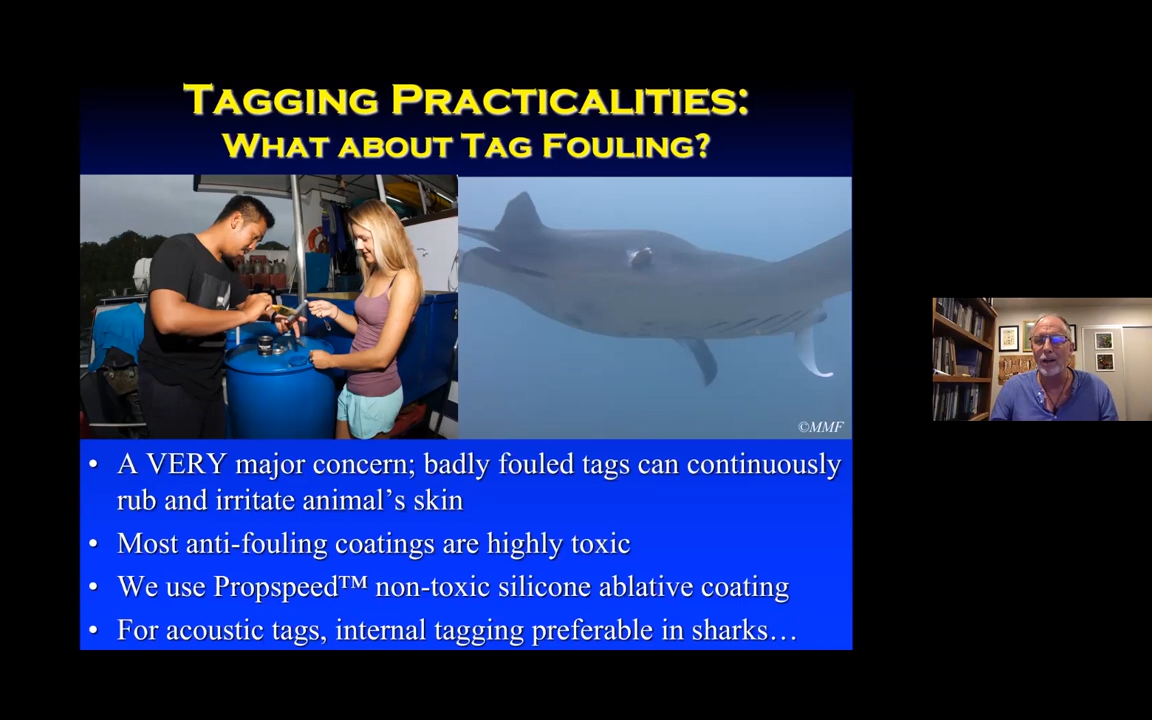 TAGGING PRACTICALITIES:
WHAT ABOUT TAG FOULING?
©MMF
• A VERY major concern; badly fouled tags can continuously
rub and irritate animal’s skin
• Most anti-fouling coatings are highly toxic
• We use Propspeed™ non-toxic silicone ablative coating
• For acoustic tags, internal tagging preferable in sharks…